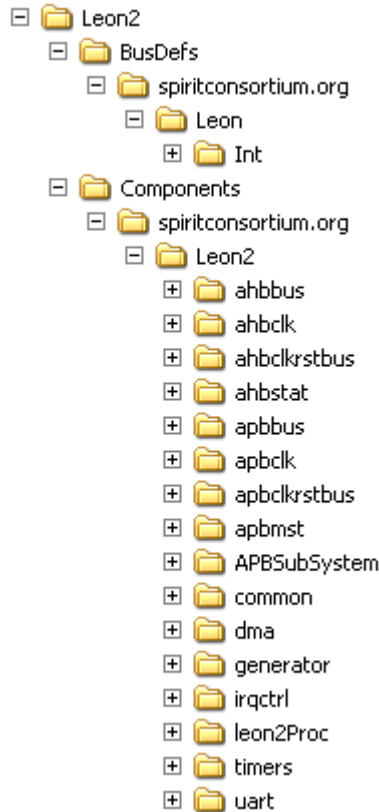 Leon2
BusDefs
spiritconsortium.org
Leon
Int
Components
spiritconsortium.org
Leon2
ahbbus
ahbclk
ahbclkrstbus
ahbstat
apbbus
apbclk
apbclkrstbus
apbmst
APBSubSystem
common
dma
generator
irqctrl
leon2Proc
timers
uart